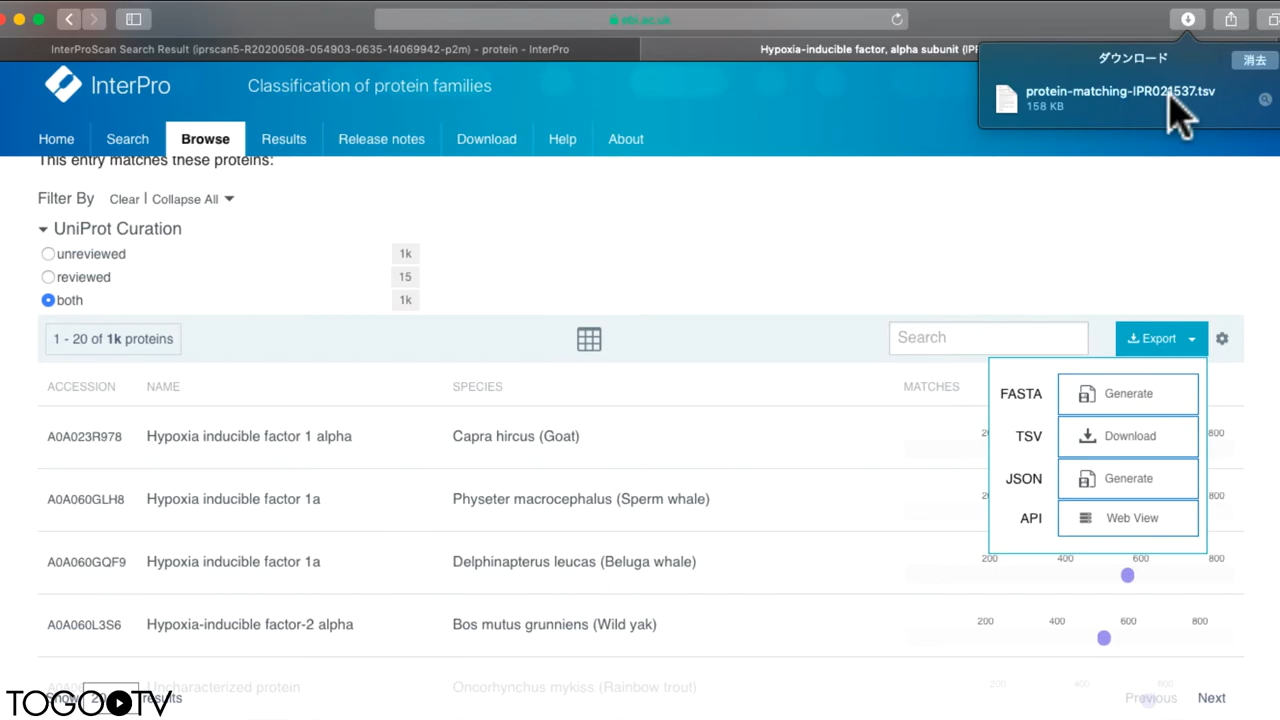 ebi.ac.uk
InterProScan Search Result (iprscan5-R20200508-054903-0635-14069942-p2m) - protein - InterPro
Hypoxia-inducible factor, alpha subunit (IPR
ダウンロード
消去
protein-matching-IPR021537.tsv
158 KB
InterPro
Classification of protein families
Home
Search
Browse
Results
Release notes
Download
Help
About
This entry matches these proteins:
Filter By
Clear | Collapse All
UniProt Curation
unreviewed
1k
reviewed
15
both
1k
1 - 20 of 1k proteins
Search
Export
ACCESSION
NAME
SPECIES
MATCHES
FASTA
Generate
TSV
Download
JSON
Generate
API
Web View
A0A023R978
Hypoxia inducible factor 1 alpha
Capra hircus (Goat)
800
A0A060GLH8
Hypoxia inducible factor 1a
Physeter macrocephalus (Sperm whale)
800
A0A060GQF9
Hypoxia inducible factor 1a
Delphinapterus leucas (Beluga whale)
200
400
600
800
A0A060L3S6
Hypoxia-inducible factor-2 alpha
Bos mutus grunniens (Wild yak)
200
400
600
800
Uncharacterized protein
Oncorhynchus mykiss (Rainbow trout)
200
400
600
Show
20
results
Previous
Next
TOGOTV